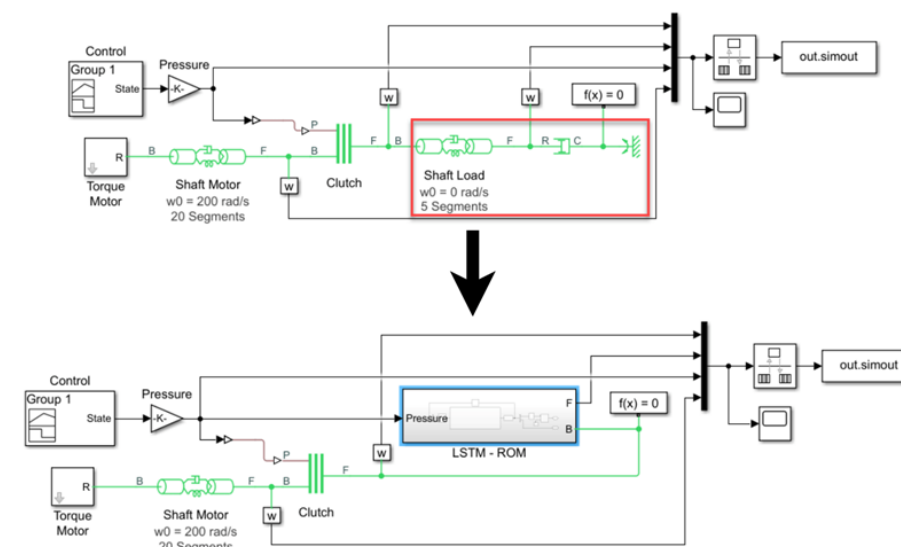 Control
Group 1
State
Pressure
-K-
w
w
f(x) = 0
out.simout
P
R
B
F
B
F
B
F
R
C
Torque
Motor
Shaft Motor
w0 = 200 rad/s
20 Segments
w
Clutch
Shaft Load
w0 = 0 rad/s
5 Segments
Control
Group 1
State
Pressure
-K-
Pressure
F
B
f(x) = 0
out.simout
LSTM - ROM
w
P
R
B
F
B
F
Torque
Motor
Shaft Motor
w0 = 200 rad/s
20 Segments
w
Clutch